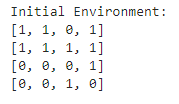 Initial Environment:
[1, 1, 0, 1]
[1, 1, 1, 1]
[0, 0, 0, 1]
[0, 0, 1, 0]